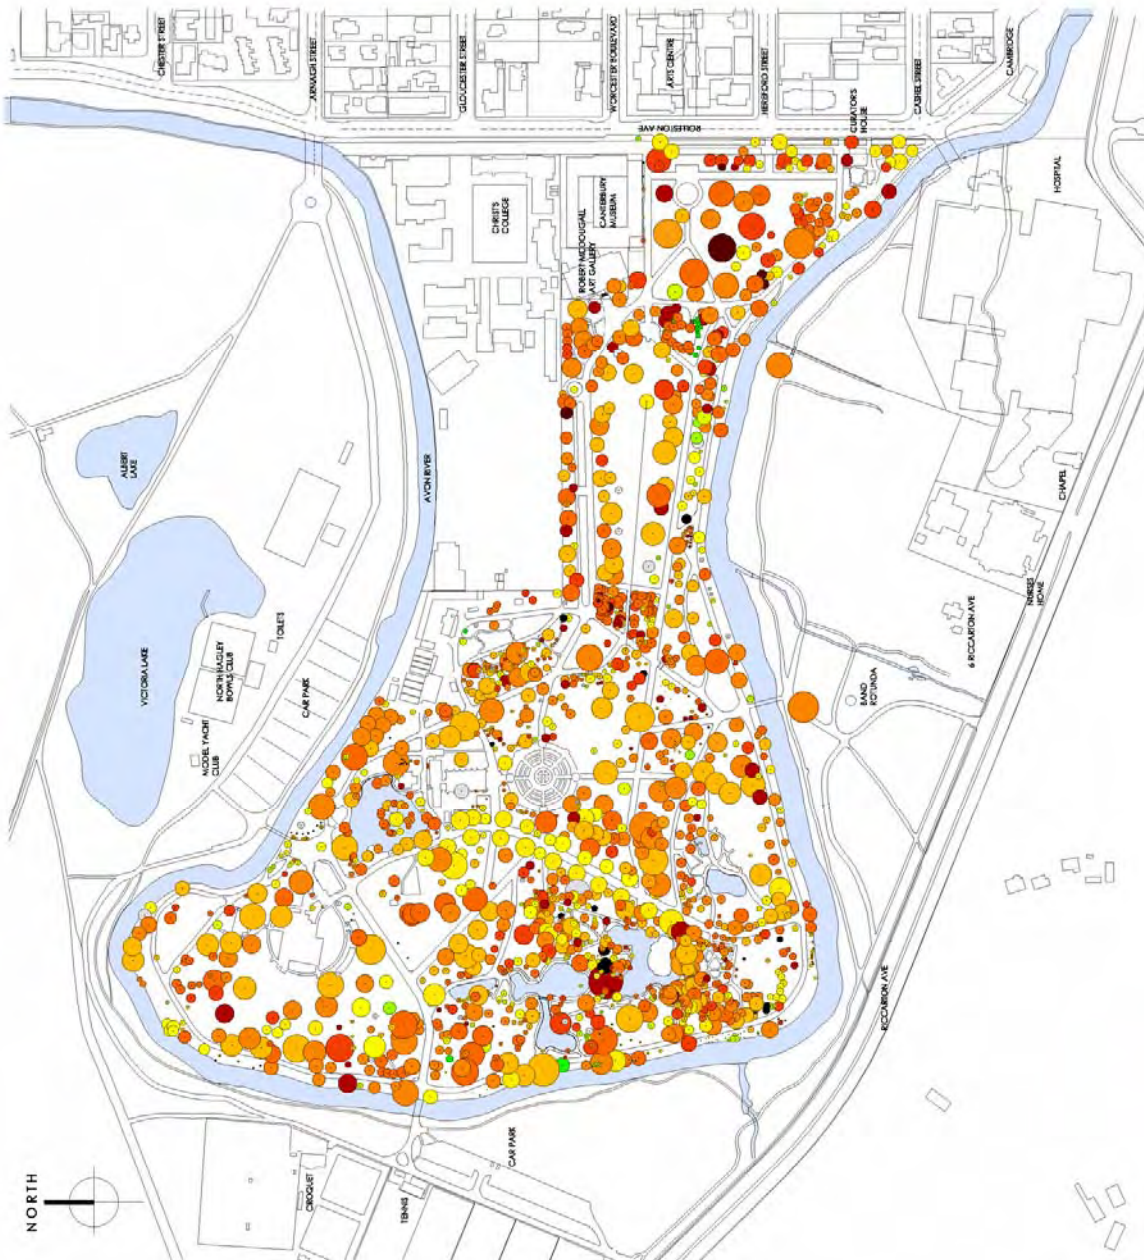 CHESTER STREET
ARMAGH STREET
GLOUCESTER STREET
WORCESTER BOULEVARD
ARTS CENTRE
HEREFORD STREET
CASHEL STREET
CAMBRIDGE
ROLLESTON AVE
CURATOR'S
HOUSE
HOSPITAL
CHRIST'S
COLLEGE
CANTERBURY
MUSEUM
ROBERT MCDOUGALL
ART GALLERY
ALBERT
LAKE
AVON RIVER
CHAPEL
VICTORIA LAKE
NORTH HAGLEY
BOWLS CLUB
TOILETS
CAR PARK
MODEL YACHT
CLUB
NURSES
HOME
6 RICCARTON AVE
BAND
ROTUNDA
RICCARTON AVE
CAR PARK
CROQUET
TENNIS
NORTH